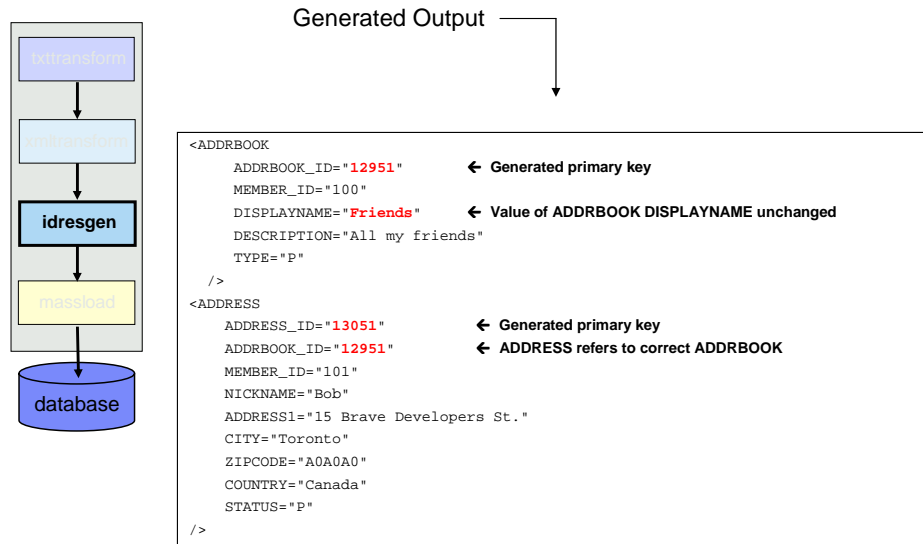 Generated Output
txttransform
xmltransform
idresgen
massload
database
<ADDRBOOK
ADDRBOOK_ID="12951" ← Generated primary key
MEMBER_ID="100"
DISPLAYNAME="Friends" ← Value of ADDRBOOK DISPLAYNAME unchanged
DESCRIPTION="All my friends"
TYPE="P"
/>
<ADDRESS
ADDRESS_ID="13051" ← Generated primary key
ADDRBOOK_ID="12951" ← ADDRESS refers to correct ADDRBOOK
MEMBER_ID="101"
NICKNAME="Bob"
ADDRESS1="15 Brave Developers St."
CITY="Toronto"
ZIPCODE="A0A0A0"
COUNTRY="Canada"
STATUS="P"
/>